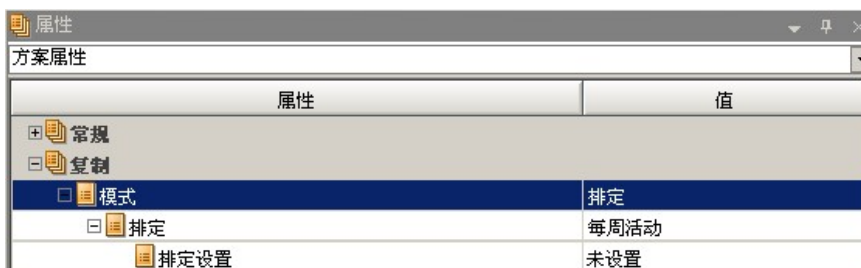 属性
方案属性
属性 值
常规
复制
模式 排定
排定 每周活动
排定设置 未设置